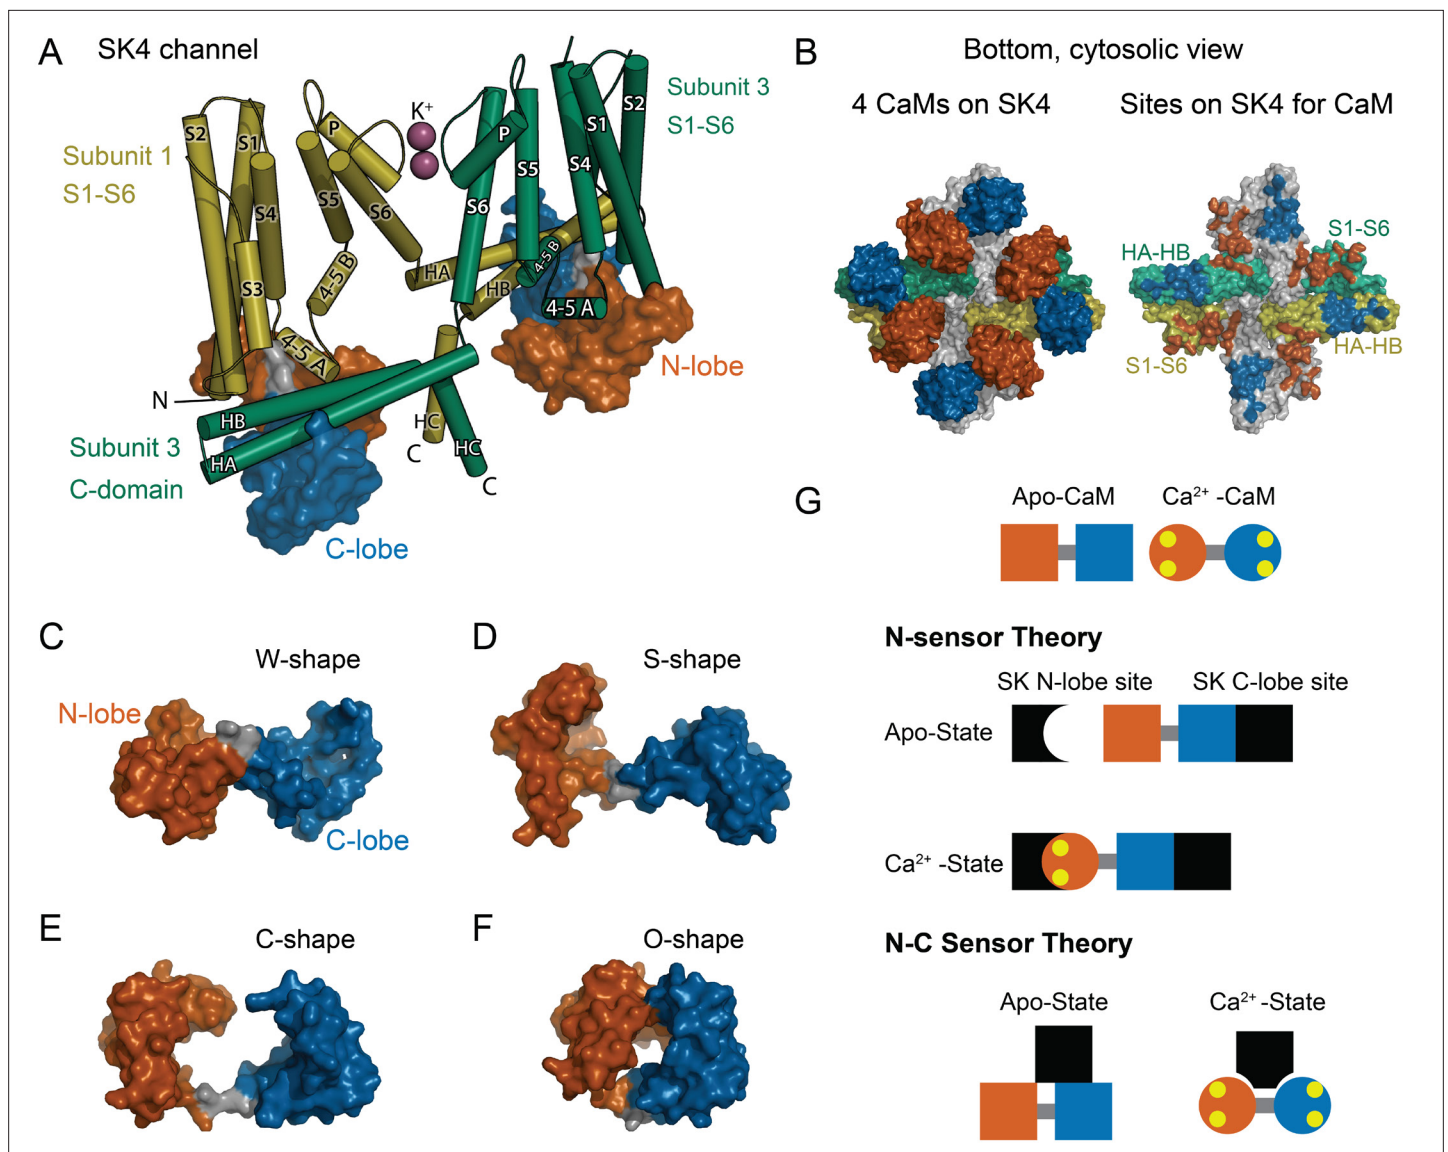 A
SK4 channel
K⁺
Subunit 3
S1-S6
Subunit 1
S1-S6
S2
S1
S4
S3
S5
P
S6
P
S6
S5
S4
S1
S2
4-5 B
4-5 A
HA
HB
4-5 B
4-5 A
N
HB
HA
HC
C
HC
C
N-lobe
Subunit 3
C-domain
C-lobe
B
Bottom, cytosolic view
4 CaMs on SK4
Sites on SK4 for CaM
S1-S6
HA-HB
HA-HB
S1-S6
C
W-shape
N-lobe
C-lobe
D
S-shape
E
C-shape
F
O-shape
G
Apo-CaM
Ca²⁺ -CaM
N-sensor Theory
SK N-lobe site
SK C-lobe site
Apo-State
Ca²⁺ -State
N-C Sensor Theory
Apo-State
Ca²⁺ -State